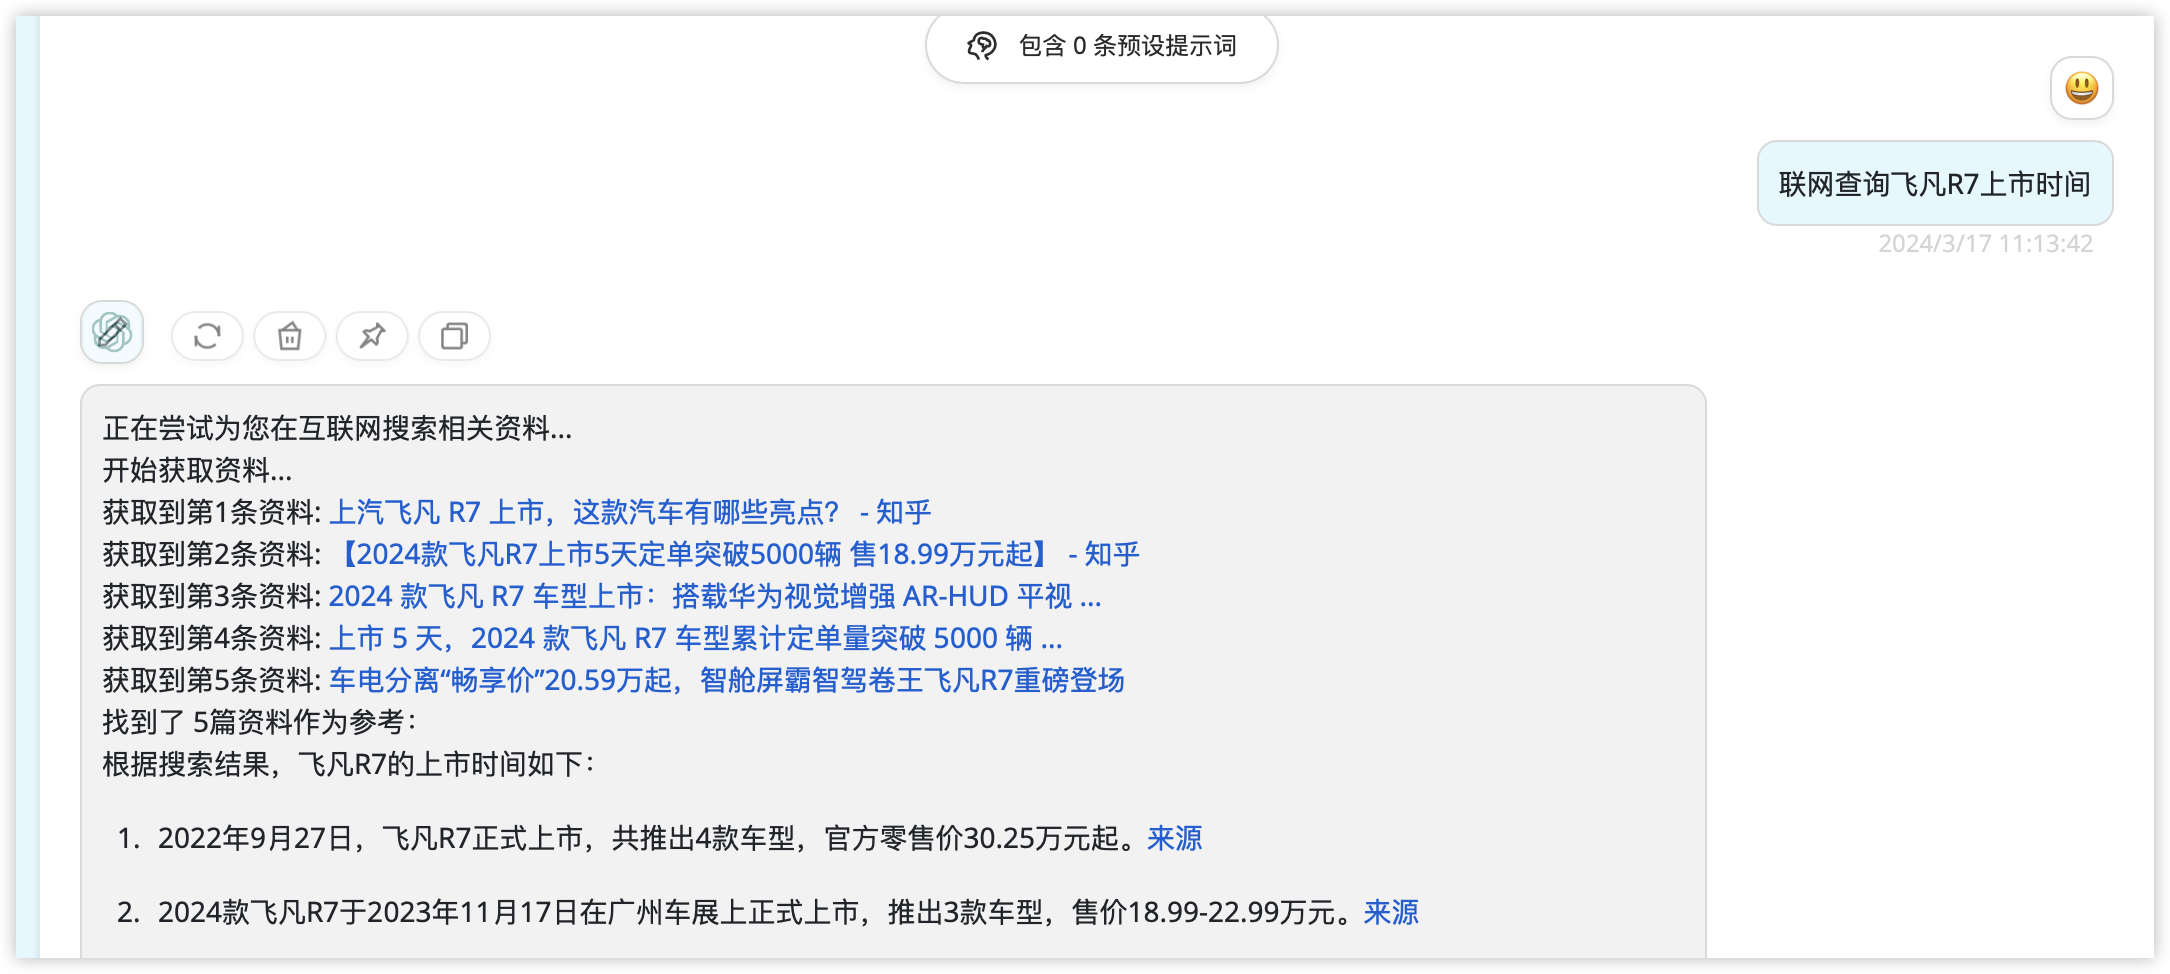 包含 0 条预设提示词
联网查询飞凡R7上市时间
2024/3/17 11:13:42
正在尝试为您在互联网搜索相关资料...
开始获取资料...
获取到第1条资料: 上汽飞凡 R7 上市，这款汽车有哪些亮点？ - 知乎
获取到第2条资料: 【2024款飞凡R7上市5天定单突破5000辆 售18.99万元起】 - 知乎
获取到第3条资料: 2024 款飞凡 R7 车型上市：搭载华为视觉增强 AR-HUD 平视 ...
获取到第4条资料: 上市 5 天，2024 款飞凡 R7 车型累计定单量突破 5000 辆 ...
获取到第5条资料: 车电分离“畅享价”20.59万起，智舱屏霸智驾卷王飞凡R7重磅登场
找到了 5篇资料作为参考：
根据搜索结果，飞凡R7的上市时间如下：
1. 2022年9月27日，飞凡R7正式上市，共推出4款车型，官方零售价30.25万元起。来源
2. 2024款飞凡R7于2023年11月17日在广州车展上正式上市，推出3款车型，售价18.99-22.99万元。来源